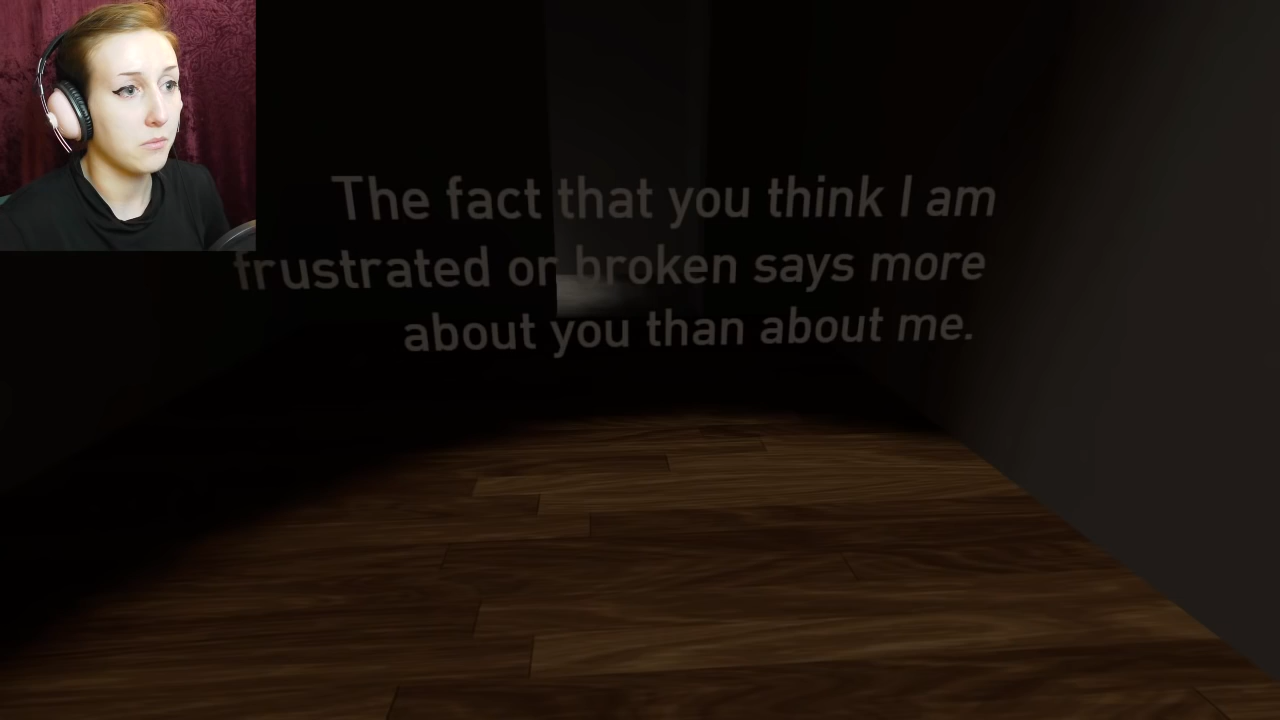 The fact that you think I am
frustrated or broken says more
about you than about me.